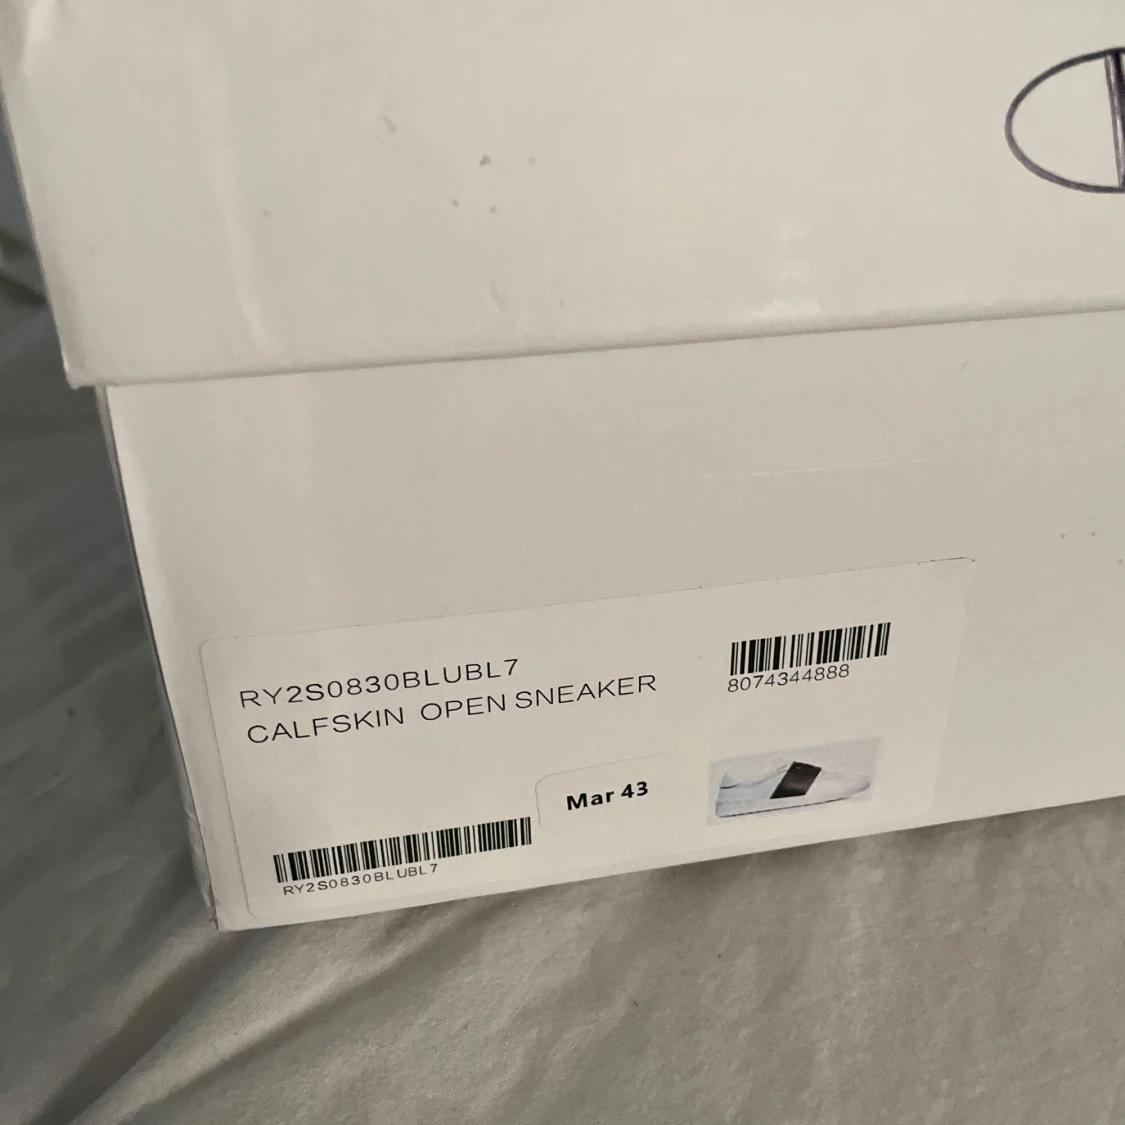 RY2S0830BLUBL7
CALFSKIN OPEN SNEAKER
8074344888
Mar 43
RY2S0830BLUBL7